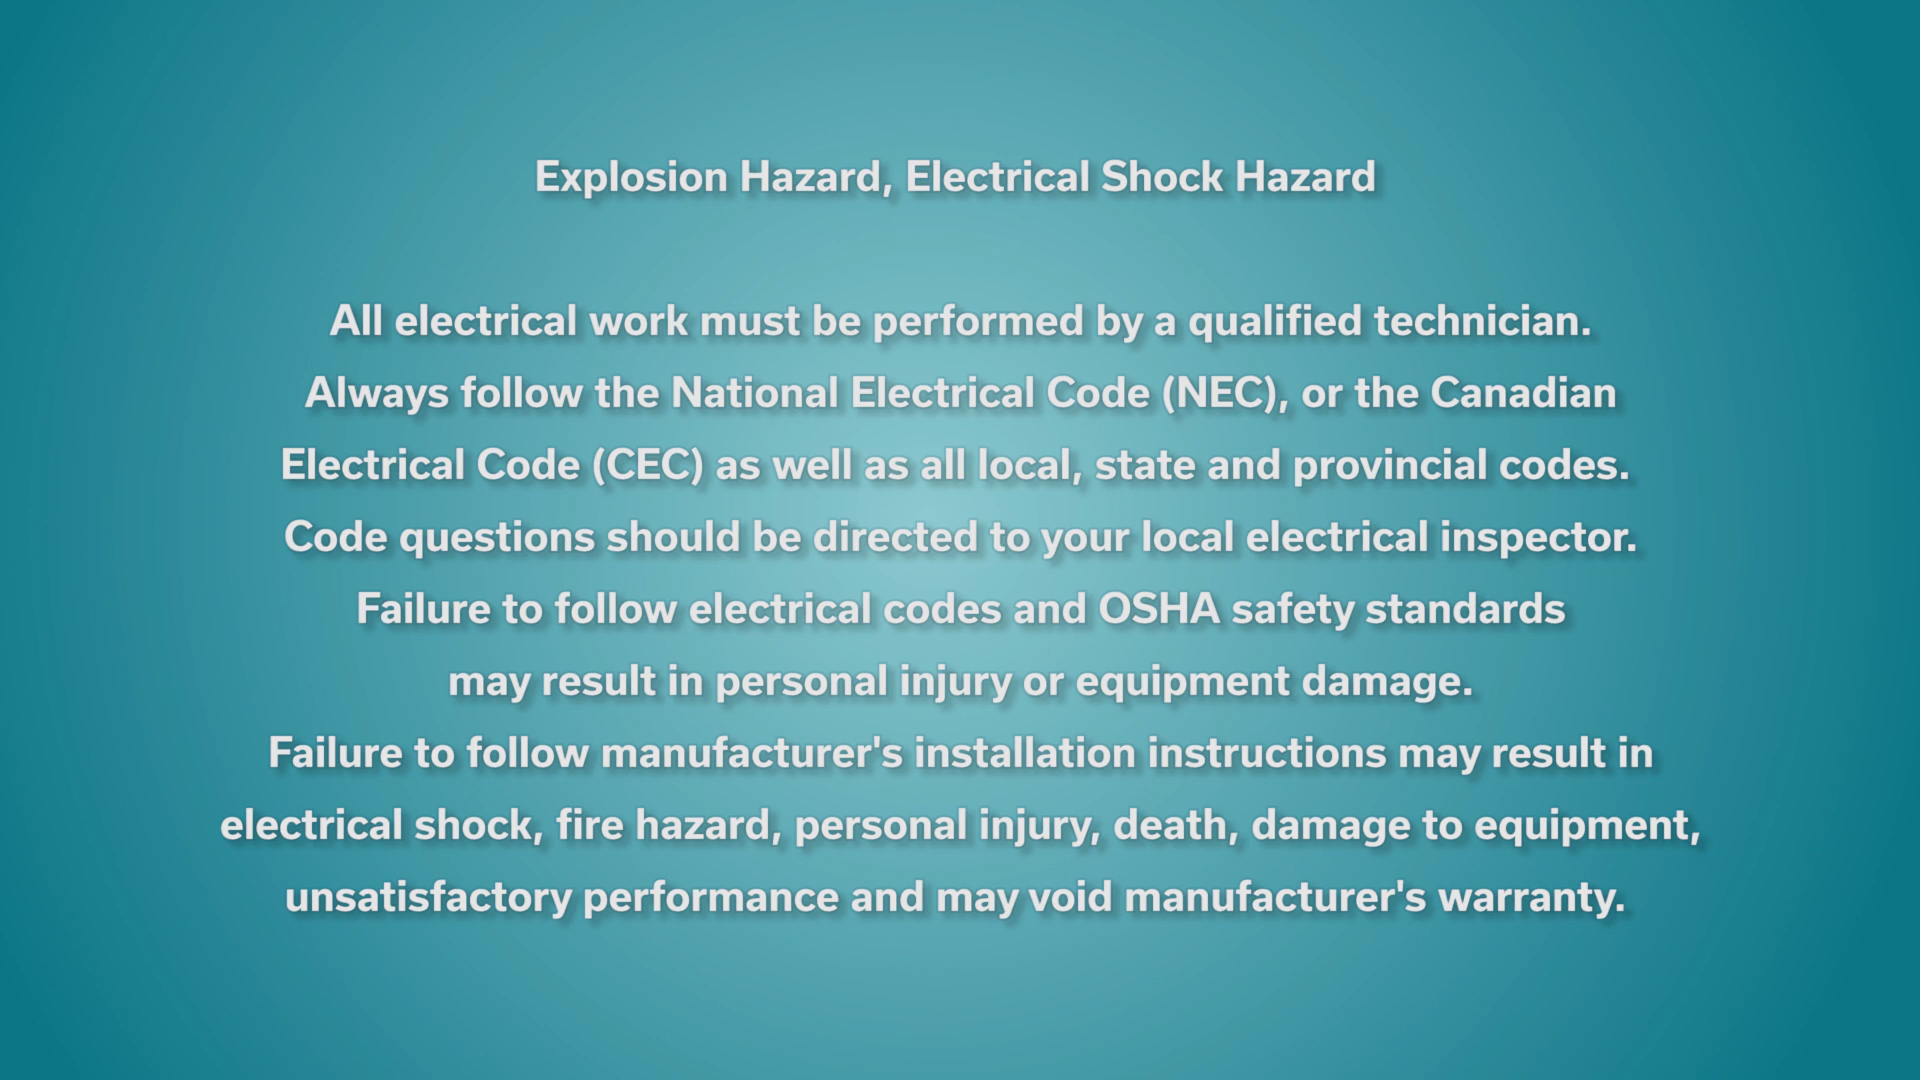 Explosion Hazard, Electrical Shock Hazard
All electrical work must be performed by a qualified technician.
Always follow the National Electrical Code (NEC), or the Canadian
Electrical Code (CEC) as well as all local, state and provincial codes.
Code questions should be directed to your local electrical inspector.
Failure to follow electrical codes and OSHA safety standards
may result in personal injury or equipment damage.
Failure to follow manufacturer's installation instructions may result in
electrical shock, fire hazard, personal injury, death, damage to equipment,
unsatisfactory performance and may void manufacturer's warranty.